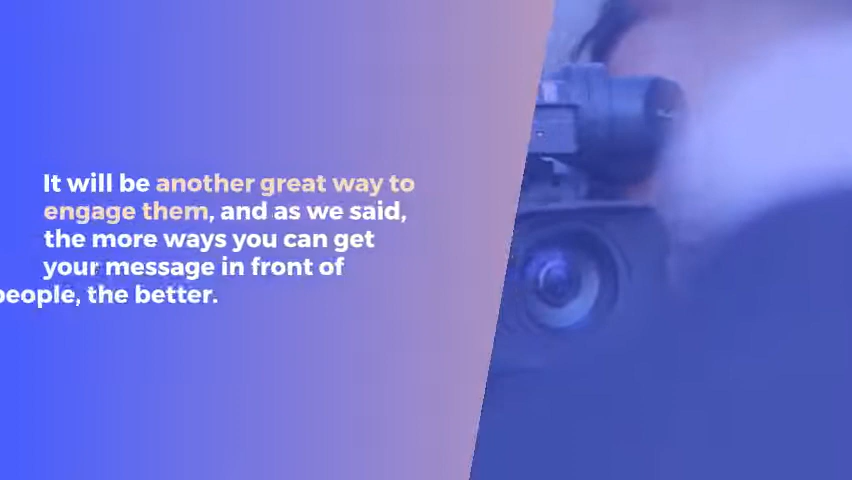 It will be another great way to
engage them, and as we said,
the more ways you can get
your message in front of
people, the better.